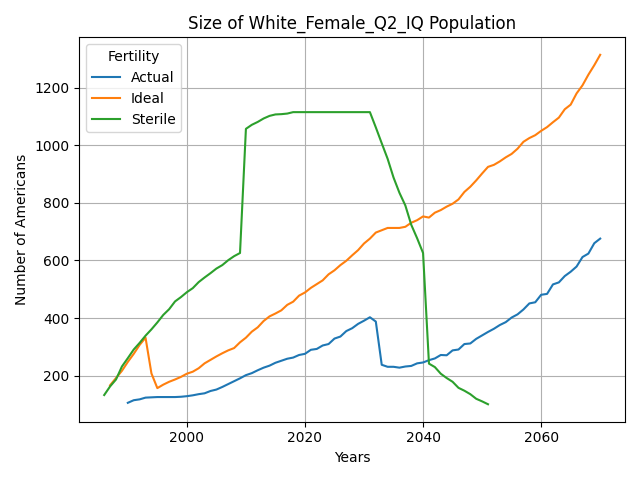 Size of White_Female_Q2_IQ Population
Fertility
Actual
Ideal
Sterile
Number of Americans
1200
1000
800
600
400
200
2000
2020
2040
2060
Years